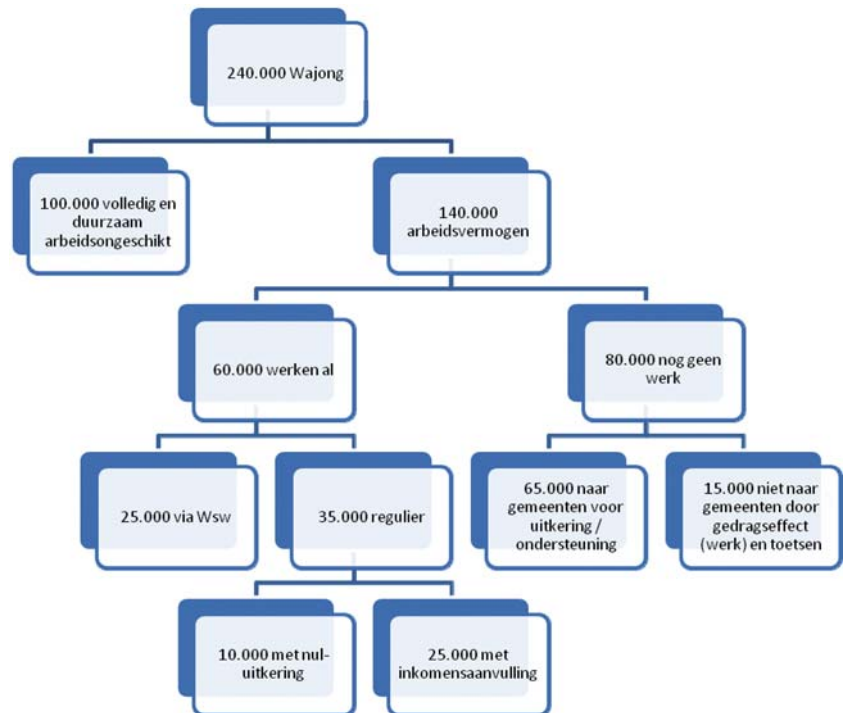 240.000 Wajong
100.000 volledig en
duurzaam
arbeidsongeschikt
140.000
arbeidsvermogen
60.000 werken al
80.000 nog geen
werk
25.000 via Wsw
35.000 regulier
65.000 naar
gemeenten voor
uitkering /
ondersteuning
15.000 niet naar
gemeenten door
gedragseffect
(werk) en toetsen
10.000 met nul-
uitkering
25.000 met
inkomensaanvulling